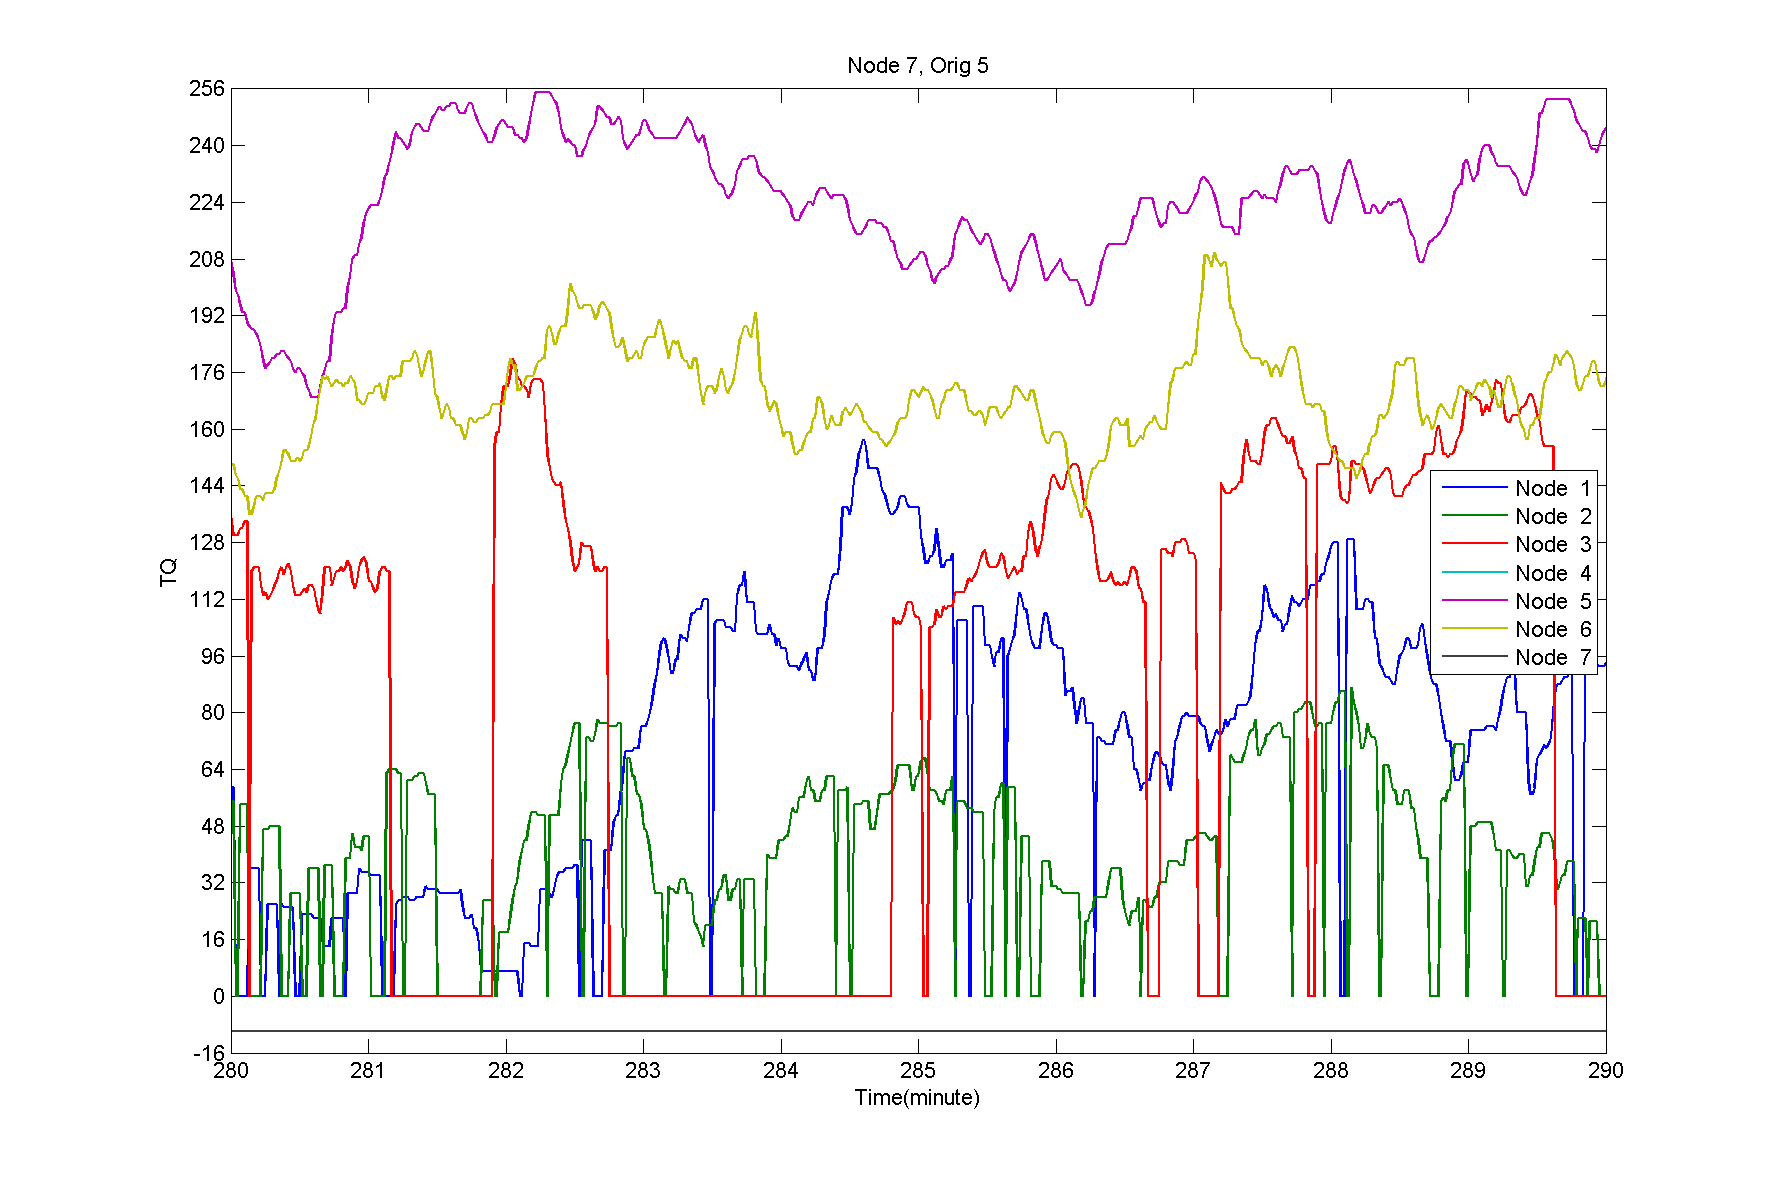 Node 7, Orig 5
256
240
224
208
192
176
160
144
128
112
96
80
64
48
32
16
0
-16
TQ
Node 1
Node 2
Node 3
Node 4
Node 5
Node 6
Node 7
280 281 282 283 284 285 286 287 288 289 290
Time(minute)